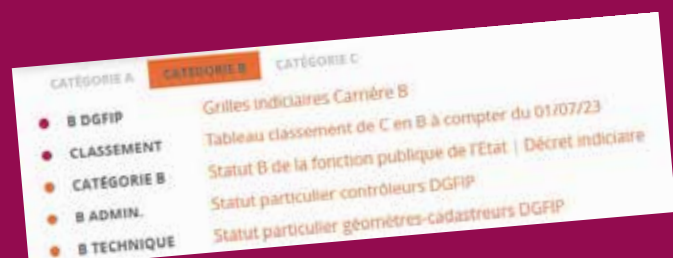 CATÉGORIE A CATÉGORIE B CATÉGORIE C
B DGFIP Grilles indiciaires Carrière B
CLASSEMENT Tableau classement de C en B à compter du 01/07/23
CATÉGORIE B Statut B de la fonction publique de l'Etat | Décret indiciaire
B ADMIN. Statut particulier contrôleurs DGFIP
B TECHNIQUE Statut particulier géomètres-cadastreurs DGFIP